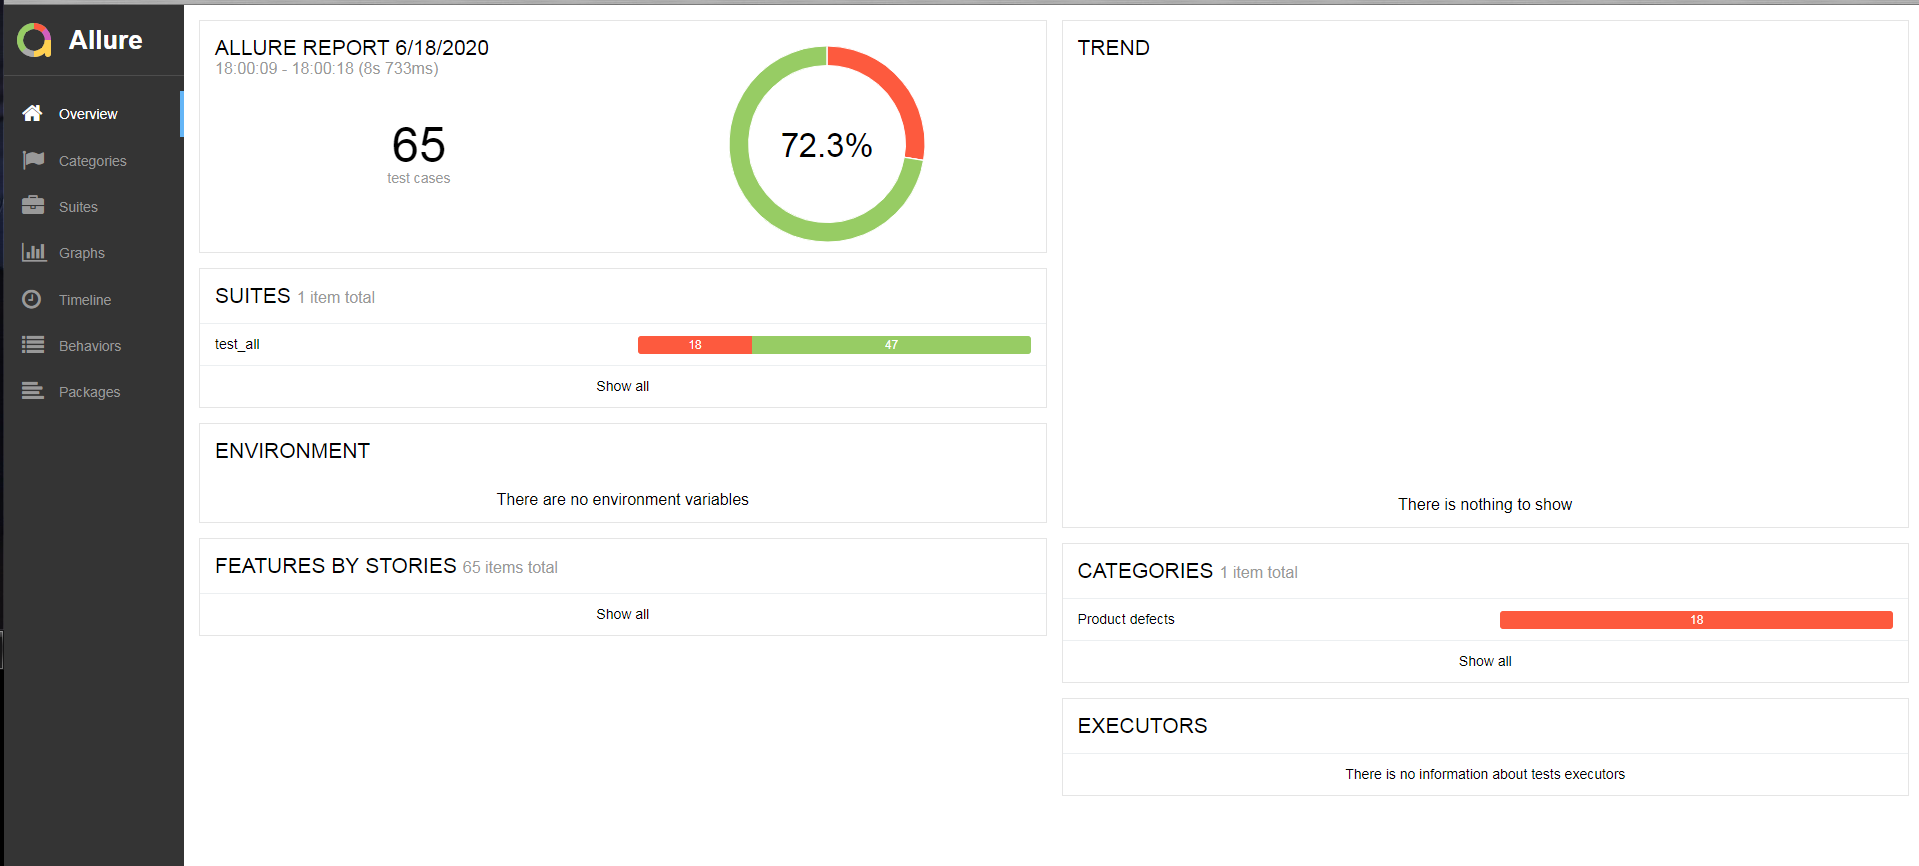 Allure
Overview
Categories
Suites
Graphs
Timeline
Behaviors
Packages
ALLURE REPORT 6/18/2020
18:00:09 - 18:00:18 (8s 733ms)
65
test cases
72.3%
SUITES 1 item total
test_all 18 47
Show all
ENVIRONMENT
There are no environment variables
FEATURES BY STORIES 65 items total
Show all
TREND
There is nothing to show
CATEGORIES 1 item total
Product defects 18
Show all
EXECUTORS
There is no information about tests executors